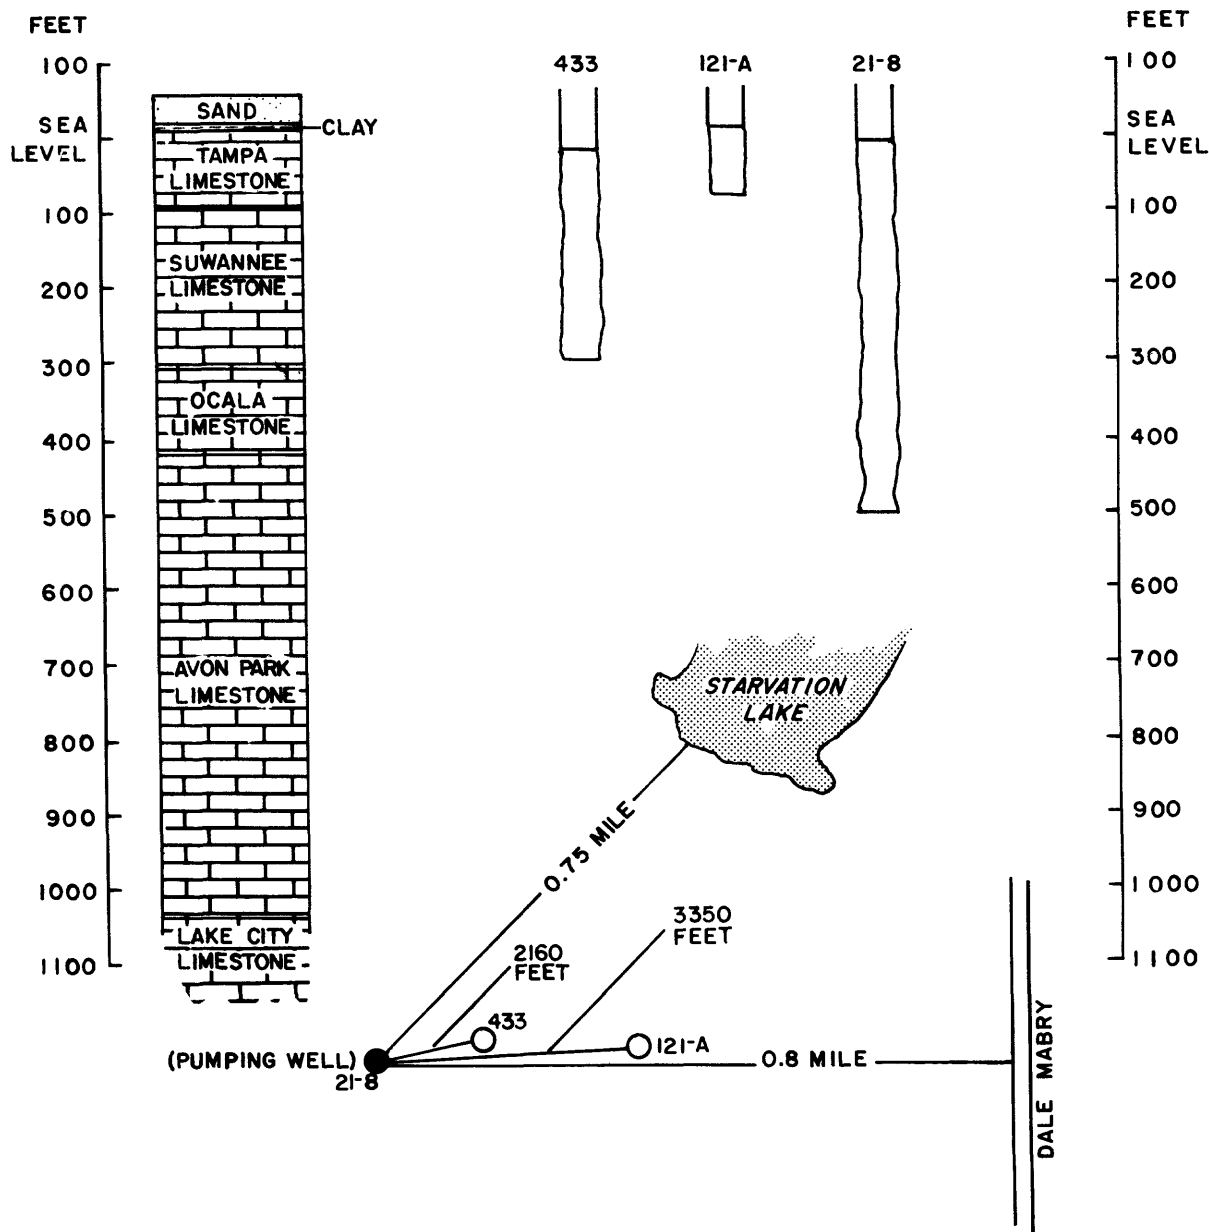 FEET
100
SEA
LEVEL
100
200
300
400
500
600
700
800
900
1000
1100
SAND
CLAY
TAMPA
LIMESTONE
SUWANNEE
LIMESTONE
OCALA
LIMESTONE
AVON PARK
LIMESTONE
LAKE CITY
LIMESTONE
433
121-A
21-8
FEET
100
SEA
LEVEL
100
200
300
400
500
600
700
800
900
1000
1100
STARVATION
LAKE
0.75 MILE
3350
FEET
2160
FEET
433
121-A
(PUMPING WELL)
21-8
0.8 MILE
DALE MABRY